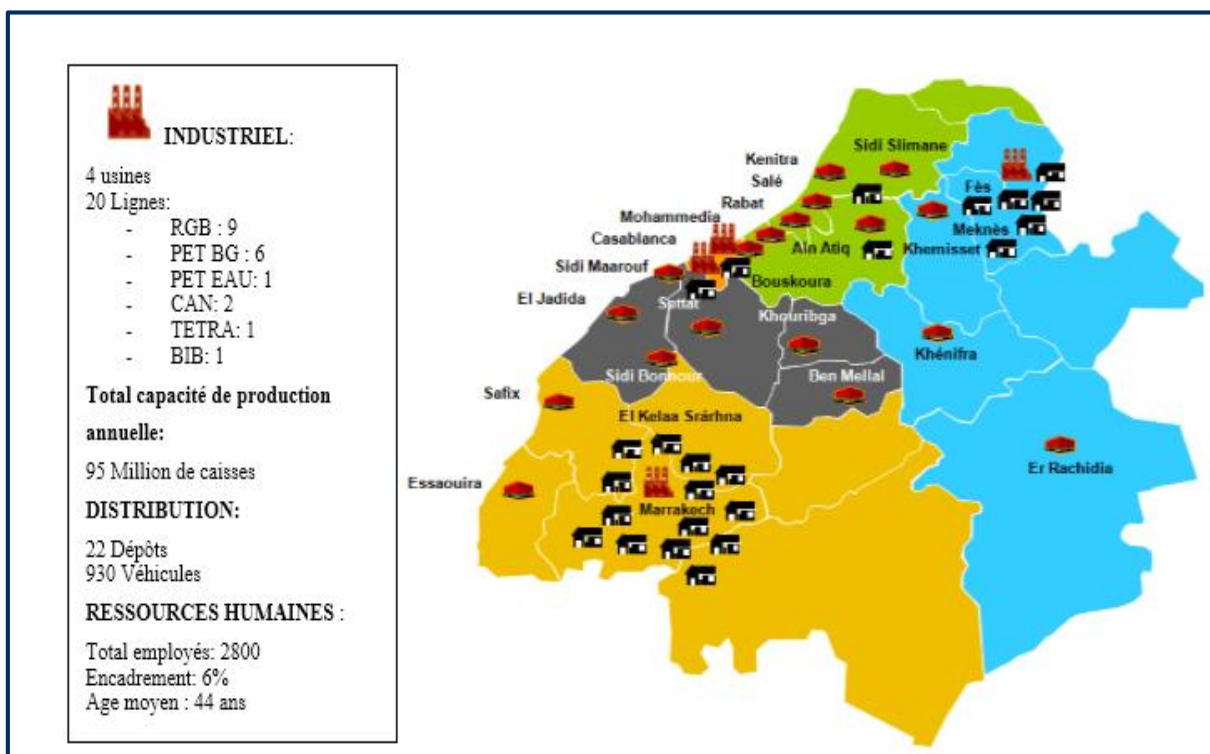 INDUSTRIEL:
4 usines
20 Lignes:
- RGB : 9
- PET BG : 6
- PET EAU: 1
- CAN: 2
- TETRA: 1
- BIB: 1
Total capacité de production
annuelle:
95 Million de caisses
DISTRIBUTION:
22 Dépôts
930 Véhicules
RESSOURCES HUMAINES :
Total employés: 2800
Encadrement: 6%
Age moyen : 44 ans
Sidi Slimane
Kenitra
Salé
Rabat
Fès
Mohammedia
Meknès
Casablanca
Aïn Atiq
Khemisset
Sidi Maarouf
Bouskoura
El Jadida
Settat
Khouribga
Khénifra
Sidi Bonhour
Ben Mellal
Safix
El Kelaa Srárhna
Er Rachidia
Essaouira
Marrakech